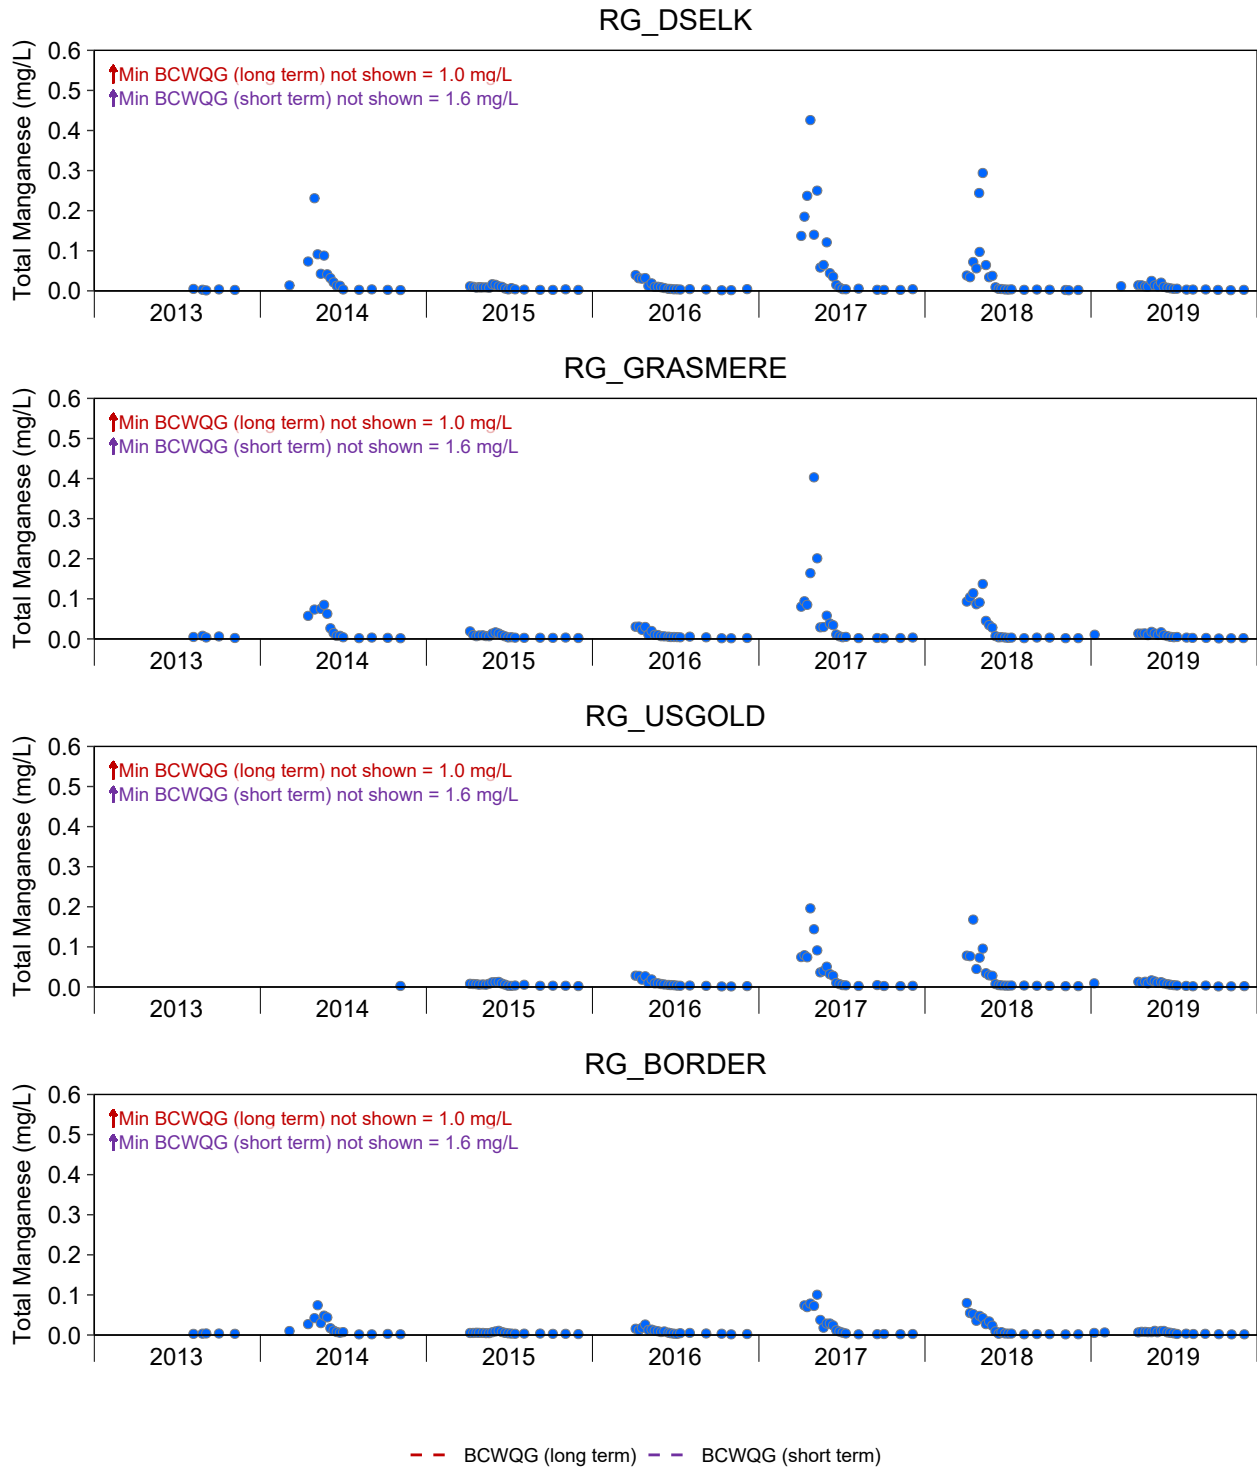 RG_DSELK
Total Manganese (mg/L)
0.6
0.5
0.4
0.3
0.2
0.1
0.0
Min BCWQG (long term) not shown = 1.0 mg/L
Min BCWQG (short term) not shown = 1.6 mg/L
2013 2014 2015 2016 2017 2018 2019
RG_GRASMERE
Total Manganese (mg/L)
0.6
0.5
0.4
0.3
0.2
0.1
0.0
Min BCWQG (long term) not shown = 1.0 mg/L
Min BCWQG (short term) not shown = 1.6 mg/L
2013 2014 2015 2016 2017 2018 2019
RG_USGOLD
Total Manganese (mg/L)
0.6
0.5
0.4
0.3
0.2
0.1
0.0
Min BCWQG (long term) not shown = 1.0 mg/L
Min BCWQG (short term) not shown = 1.6 mg/L
2013 2014 2015 2016 2017 2018 2019
RG_BORDER
Total Manganese (mg/L)
0.6
0.5
0.4
0.3
0.2
0.1
0.0
Min BCWQG (long term) not shown = 1.0 mg/L
Min BCWQG (short term) not shown = 1.6 mg/L
2013 2014 2015 2016 2017 2018 2019
BCWQG (long term) BCWQG (short term)